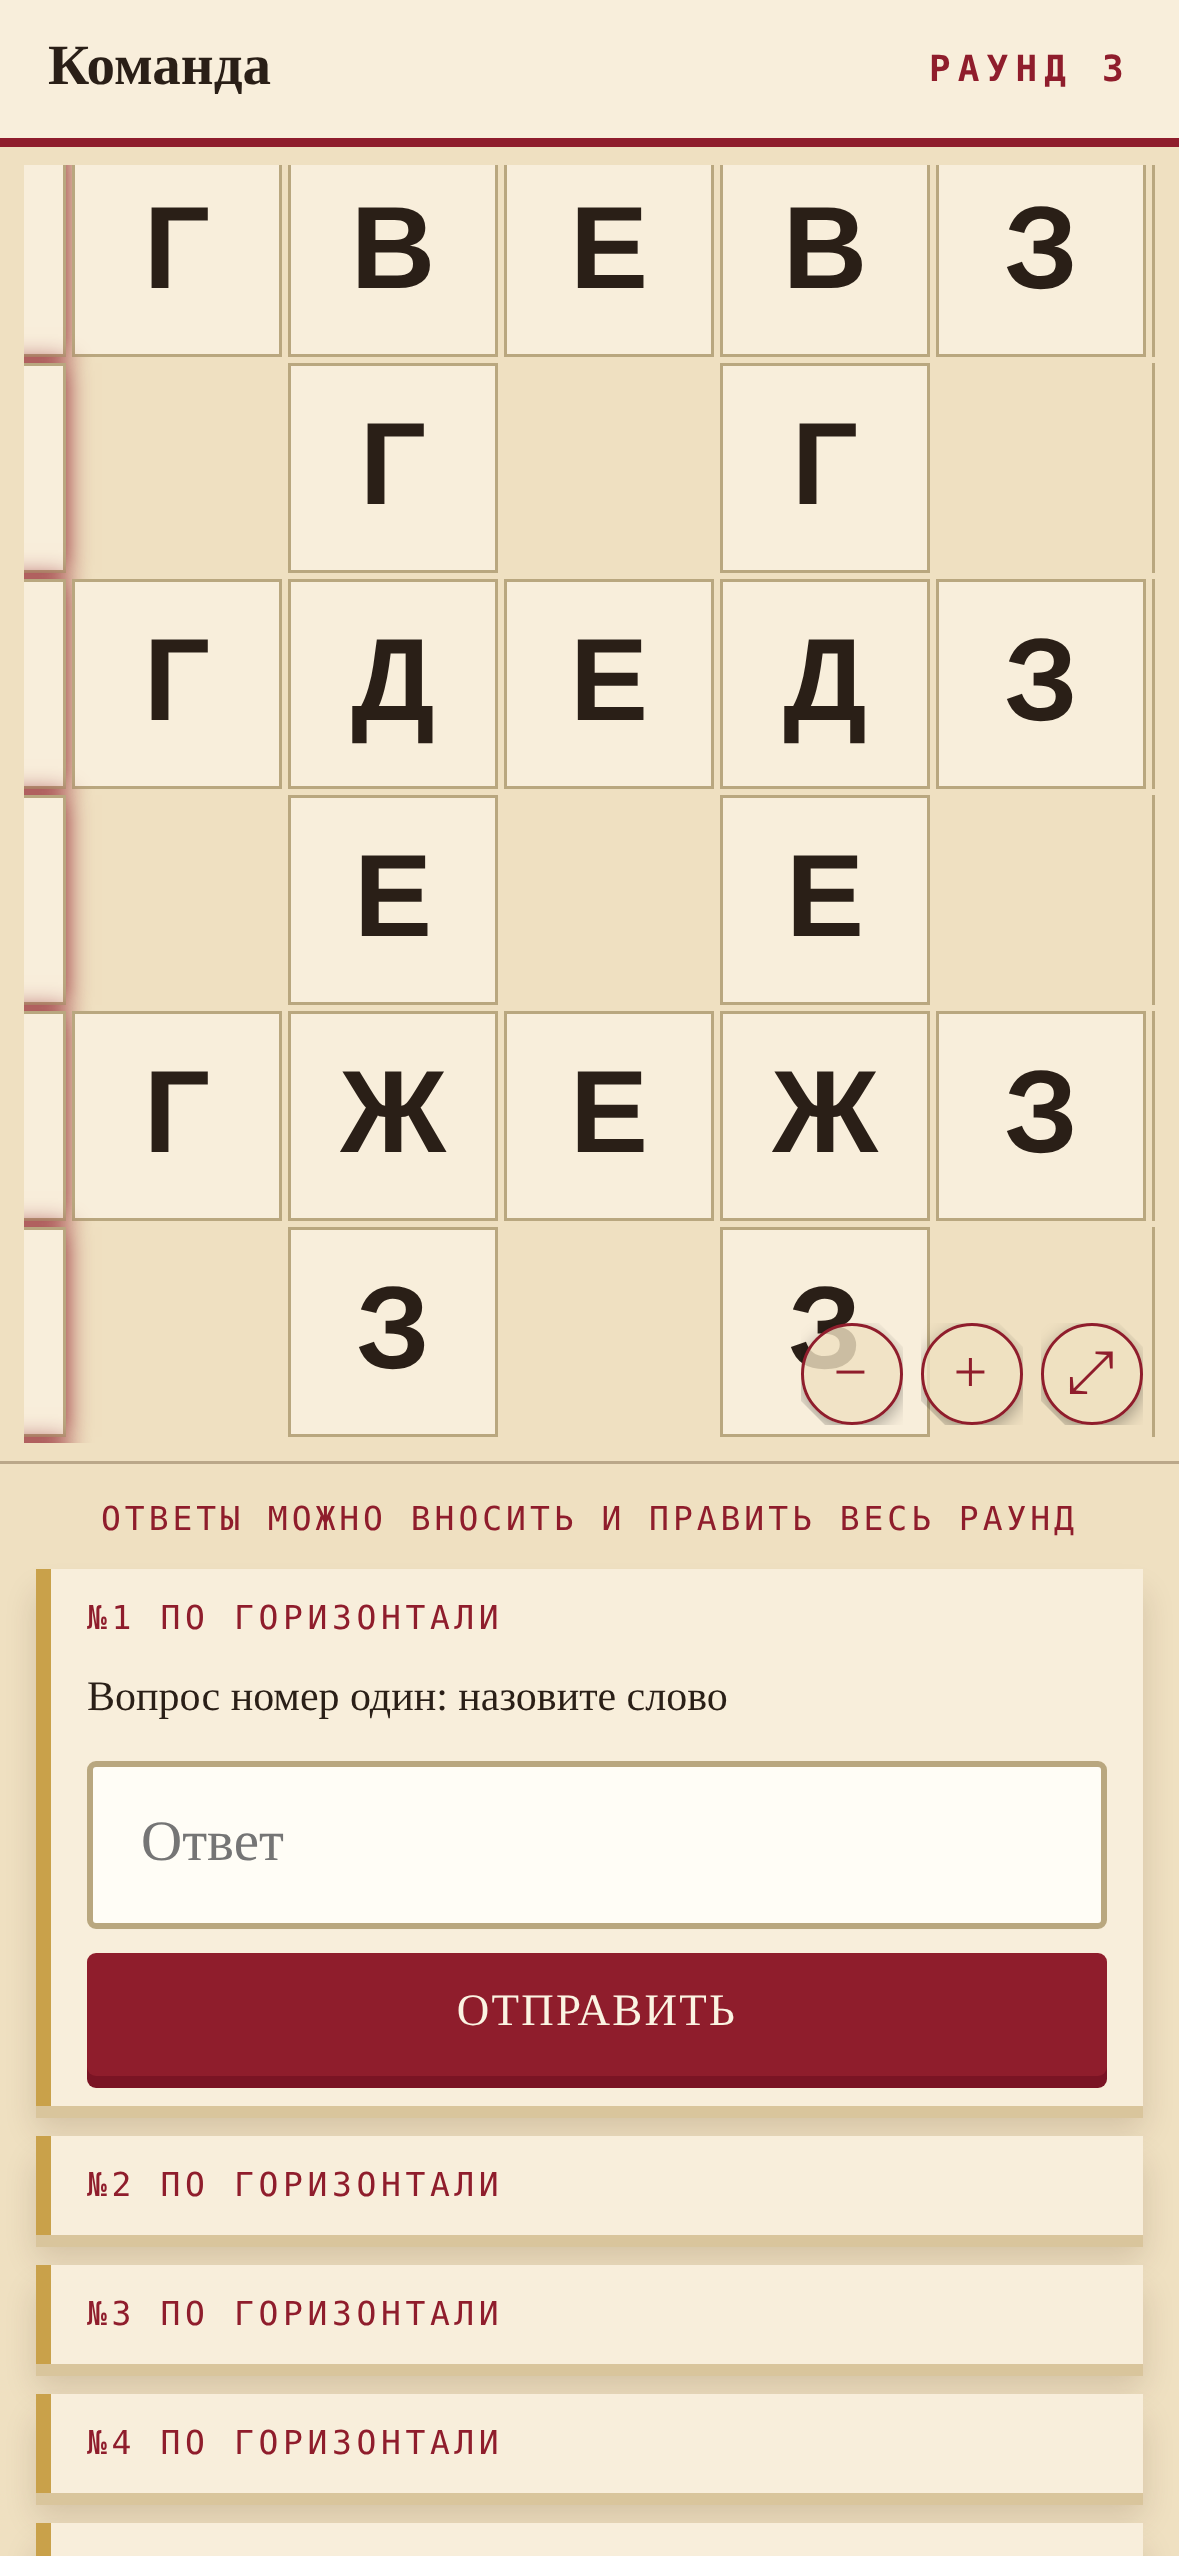 Команда
РАУНД 3
Г В Е В З
Г Г
Г Д Е Д З
Е Е
Г Ж Е Ж З
З З
− +
ОТВЕТЫ МОЖНО ВНОСИТЬ И ПРАВИТЬ ВЕСЬ РАУНД
№1 ПО ГОРИЗОНТАЛИ
Вопрос номер один: назовите слово
Ответ
ОТПРАВИТЬ
№2 ПО ГОРИЗОНТАЛИ
№3 ПО ГОРИЗОНТАЛИ
№4 ПО ГОРИЗОНТАЛИ